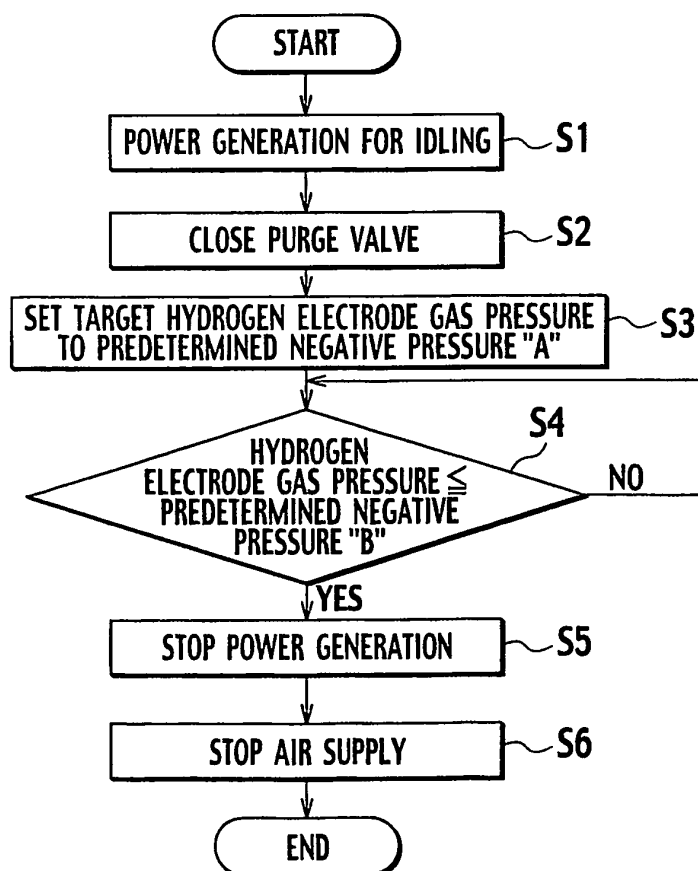 START
POWER GENERATION FOR IDLING
S1
CLOSE PURGE VALVE
S2
SET TARGET HYDROGEN ELECTRODE GAS PRESSURE
TO PREDETERMINED NEGATIVE PRESSURE "A"
S3
HYDROGEN
ELECTRODE GAS PRESSURE ≦
PREDETERMINED NEGATIVE
PRESSURE "B"
S4
NO
YES
STOP POWER GENERATION
S5
STOP AIR SUPPLY
S6
END